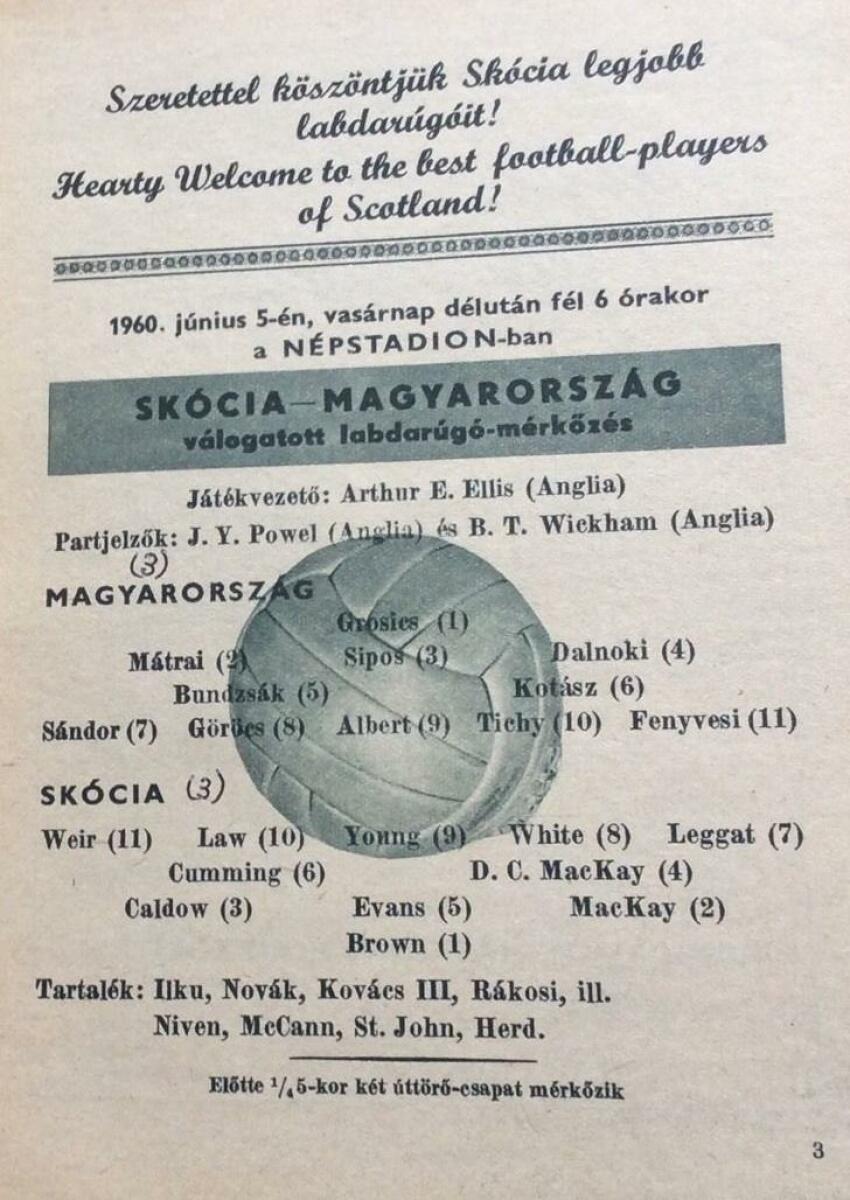 Szeretettel köszöntjük Skócia legjobb
labdarúgóit!
Hearty Welcome to the best football-players
of Scotland!
1960. június 5-én, vasárnap délután fél 6 órakor
a NÉPSTADION-ban
SKÓCIA—MAGYARORSZÁG
válogatott labdarúgó-mérkőzés
Játékvezető: Arthur E. Ellis (Anglia)
Partjelzők: J. Y. Powel (Anglia) és B. T. Wickham (Anglia)
(3)
MAGYARORSZÁG
Grosics (1)
Mátrai (2) Sipos (3) Dalnoki (4)
Bundzsák (5) Kotász (6)
Sándor (7) Göröcs (8) Albert (9) Tichy (10) Fenyvesi (11)
SKÓCIA (3)
Weir (11) Law (10) Young (9) White (8) Leggat (7)
Cumming (6) D. C. MacKay (4)
Caldow (3) Evans (5) MacKay (2)
Brown (1)
Tartalék: Ilku, Novák, Kovács III, Rákosi, ill.
Niven, McCann, St. John, Herd.
Előtte 1/4 5-kor két úttörő-csapat mérkőzik
3